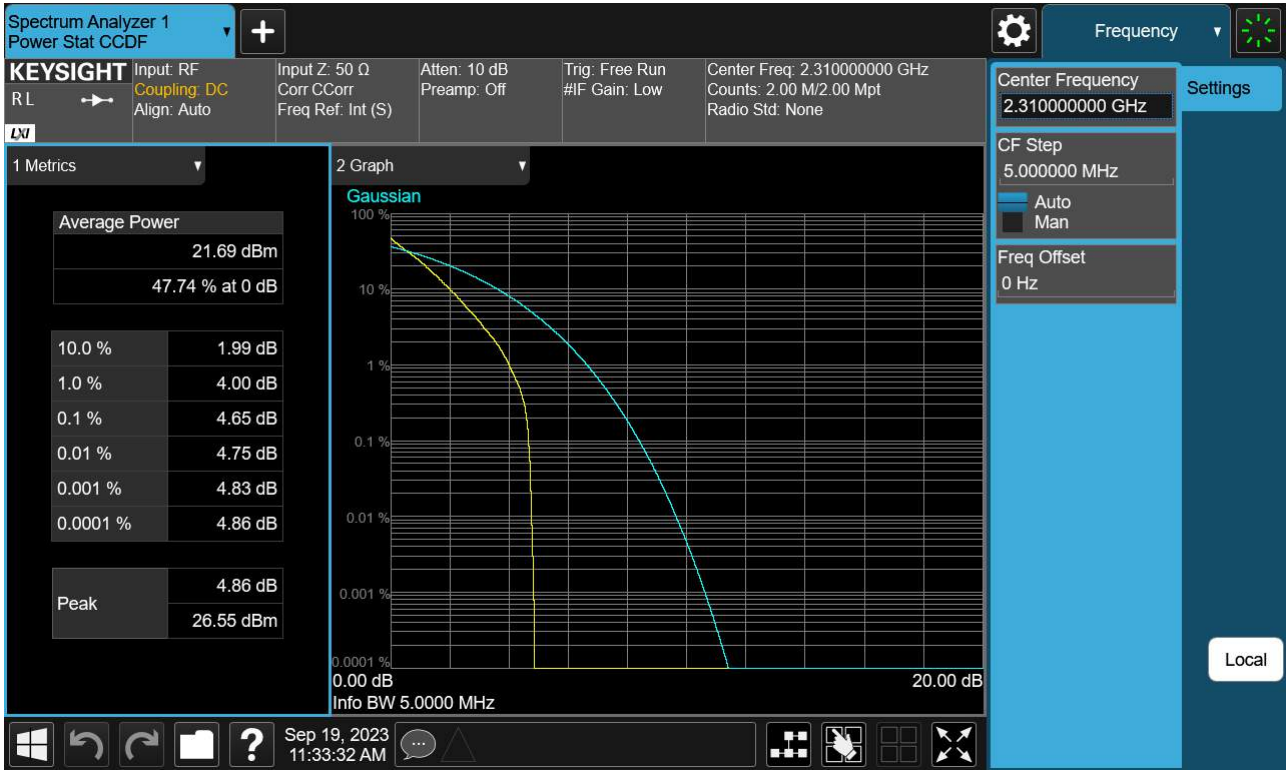 Spectrum Analyzer 1
Power Stat CCDF
+
Frequency
KEYSIGHT
RL
LXI
Input: RF
Coupling: DC
Align: Auto
Input Z: 50 Ω
Corr CCorr
Freq Ref: Int (S)
Atten: 10 dB
Preamp: Off
Trig: Free Run
#IF Gain: Low
Center Freq: 2.310000000 GHz
Counts: 2.00 M/2.00 Mpt
Radio Std: None
Center Frequency
2.310000000 GHz
Settings
CF Step
5.000000 MHz
Auto
Man
Freq Offset
0 Hz
1 Metrics
Average Power
21.69 dBm
47.74 % at 0 dB
10.0 % 1.99 dB
1.0 % 4.00 dB
0.1 % 4.65 dB
0.01 % 4.75 dB
0.001 % 4.83 dB
0.0001 % 4.86 dB
Peak
4.86 dB
26.55 dBm
2 Graph
Gaussian
100 %
10 %
1 %
0.1 %
0.01 %
0.001 %
0.0001 %
0.00 dB 20.00 dB
Info BW 5.0000 MHz
Local
?
Sep 19, 2023
11:33:32 AM